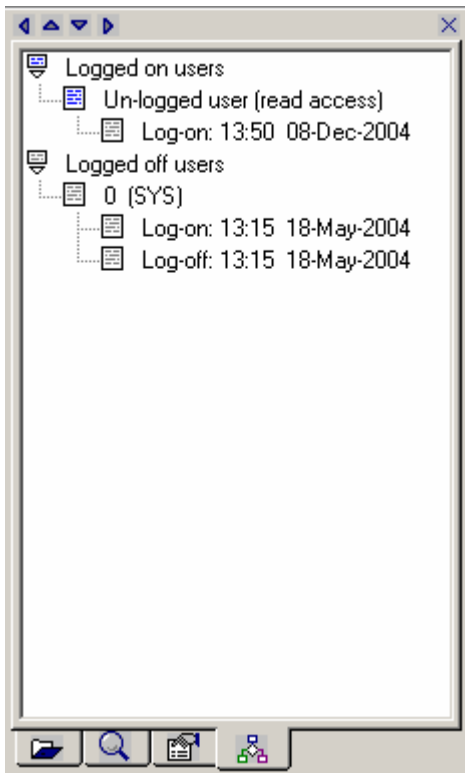 Logged on users
Un-logged user (read access)
Log-on: 13:50 08-Dec-2004
Logged off users
0 (SYS)
Log-on: 13:15 18-May-2004
Log-off: 13:15 18-May-2004